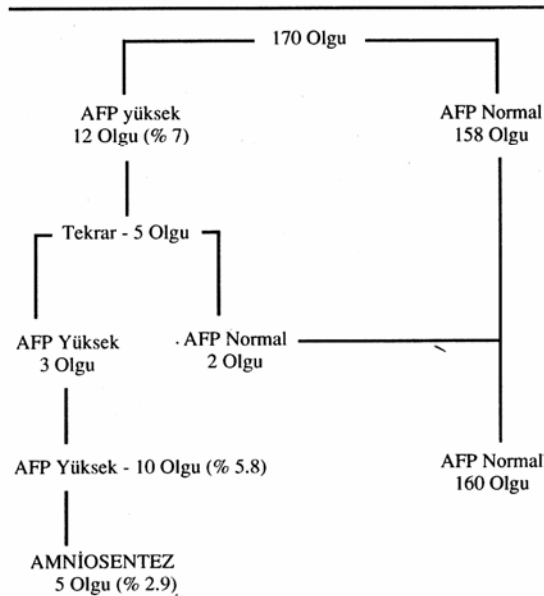 170 Olgu
AFP yüksek
12 Olgu (% 7)
AFP Normal
158 Olgu
Tekrar - 5 Olgu
AFP Yüksek
3 Olgu
AFP Normal
2 Olgu
AFP Yüksek - 10 Olgu (% 5.8)
AFP Normal
160 Olgu
AMNİOSENTEZ
5 Olgu (% 2.9)